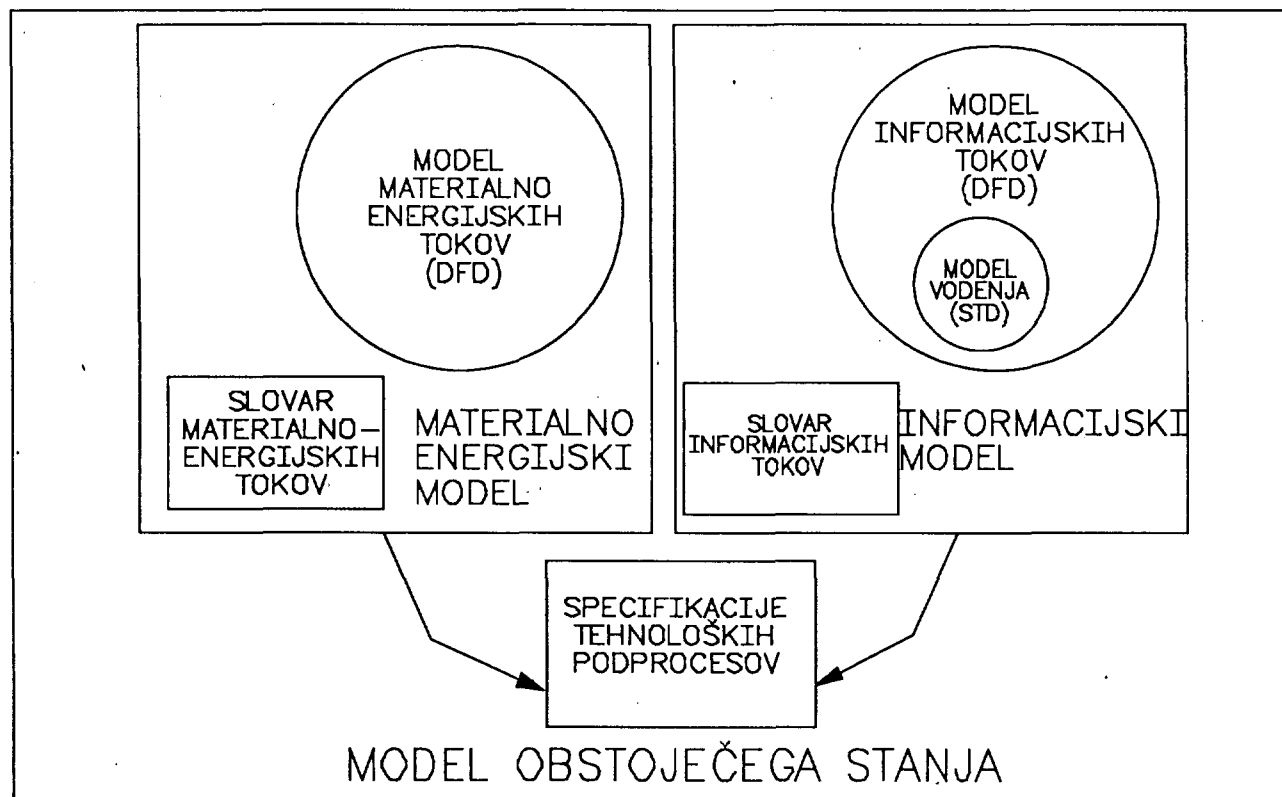 MODEL
MATERIALNO
ENERGIJSKIH
TOKOV
(DFD)
SLOVAR
MATERIALNO–
ENERGIJSKIH
TOKOV
MATERIALNO
ENERGIJSKI
MODEL
MODEL
INFORMACIJSKIH
TOKOV
(DFD)
MODEL
VODENJA
(STD)
SLOVAR
INFORMACIJSKIH
TOKOV
INFORMACIJSKI
MODEL
SPECIFIKACIJE
TEHNOLOŠKIH
PODPROCESOV
MODEL OBSTOJEČEGA STANJA